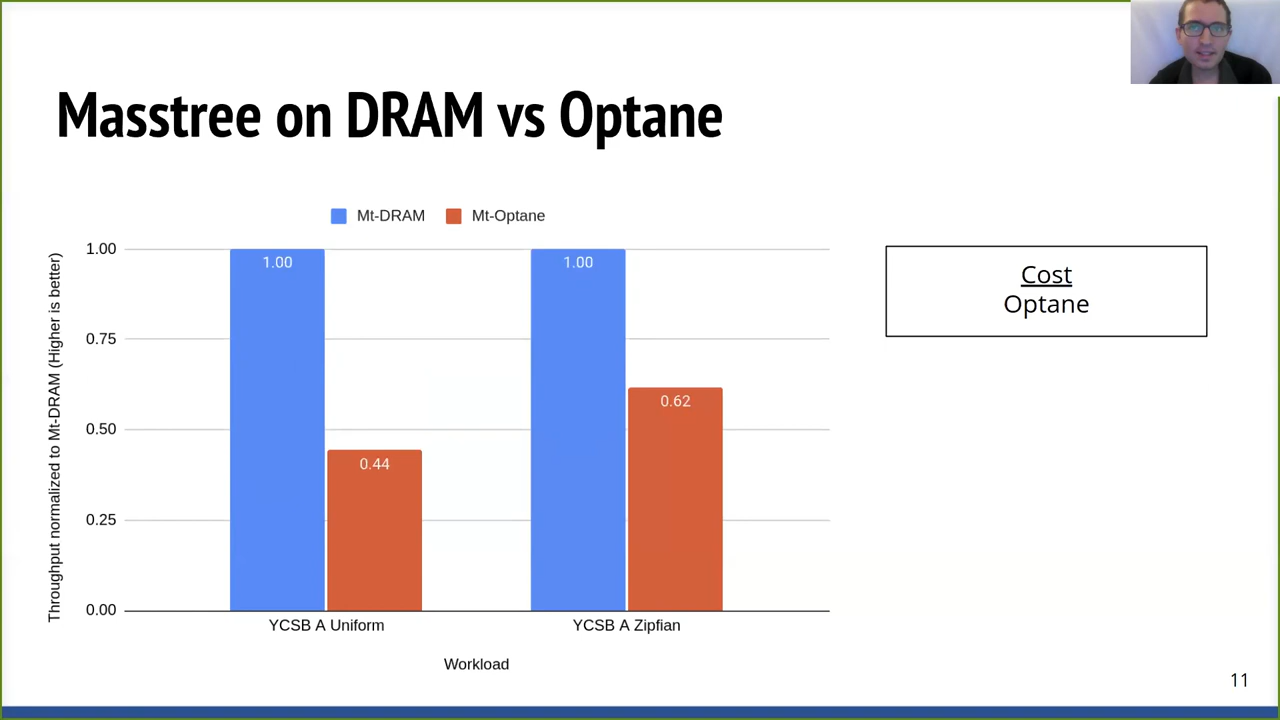 Masstree on DRAM vs Optane
Mt-DRAM
Mt-Optane
Throughput normalized to Mt-DRAM (Higher is better)
1.00
0.75
0.50
0.25
0.00
1.00
0.44
1.00
0.62
YCSB A Uniform
YCSB A Zipfian
Workload
Cost
Optane
11